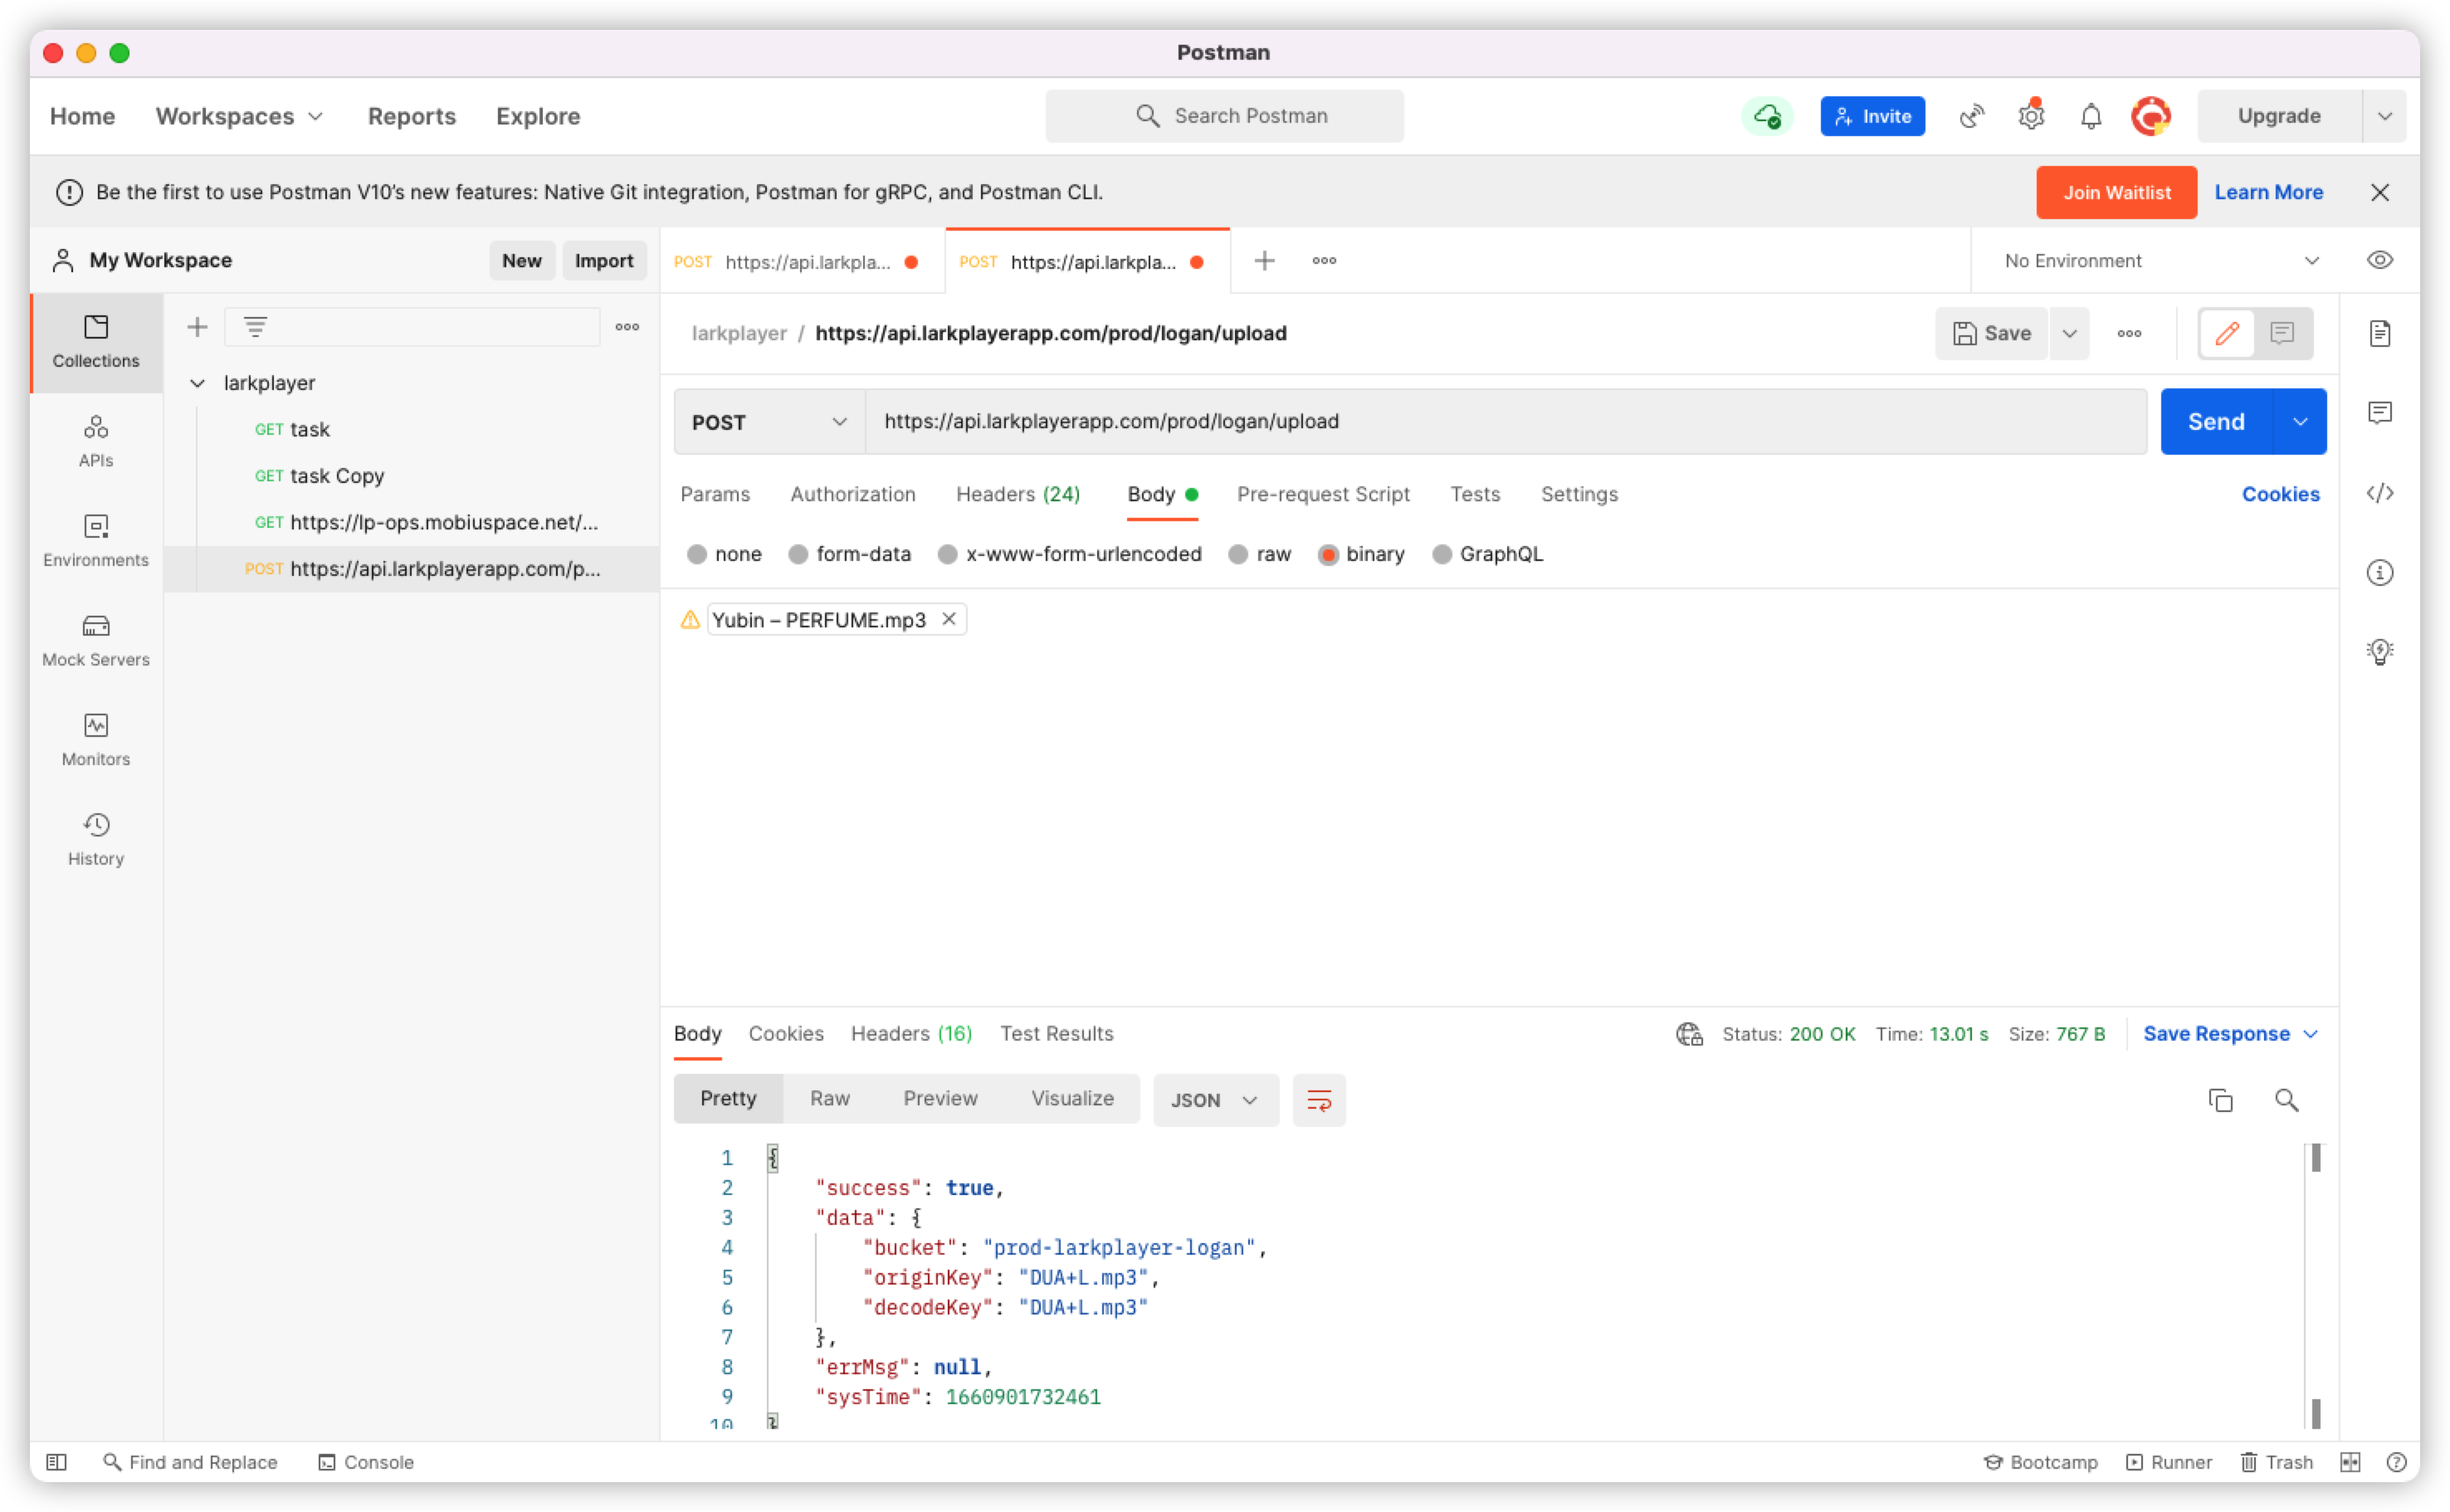 Postman
Home Workspaces Reports Explore Search Postman Invite Upgrade
Be the first to use Postman V10’s new features: Native Git integration, Postman for gRPC, and Postman CLI. Join Waitlist Learn More
My Workspace New Import POST https://api.larkpla... POST https://api.larkpla... No Environment
Collections
APIs
Environments
Mock Servers
Monitors
History
larkplayer
GET task
GET task Copy
GET https://lp-ops.mobiuspace.net/...
POST https://api.larkplayerapp.com/p...
larkplayer / https://api.larkplayerapp.com/prod/logan/upload Save
POST https://api.larkplayerapp.com/prod/logan/upload Send
Params Authorization Headers (24) Body Pre-request Script Tests Settings Cookies
none form-data x-www-form-urlencoded raw binary GraphQL
Yubin – PERFUME.mp3
Body Cookies Headers (16) Test Results Status: 200 OK Time: 13.01 s Size: 767 B Save Response
Pretty Raw Preview Visualize JSON
1 {
2 "success": true,
3 "data": {
4 "bucket": "prod-larkplayer-logan",
5 "originKey": "DUA+L.mp3",
6 "decodeKey": "DUA+L.mp3"
7 },
8 "errMsg": null,
9 "sysTime": 1660901732461
10 }
Find and Replace Console Bootcamp Runner Trash